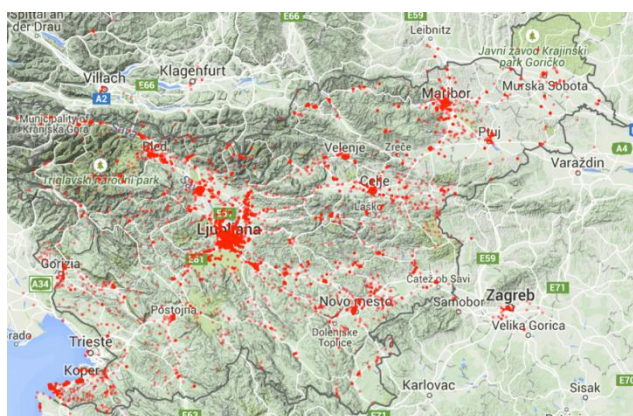 Spittal an
der Drau
E66
E59
Leibnitz
Javni zavod Krajinski
park Goričko
Klagenfurt
E66
Villach
A2
Maribor
Murska Sobota
Municipality of
Kranjska Gora
Bled
Velenje
Zreče
Ptuj
A4
Triglavski narodni park
Varaždin
Celje
Laško
Ljubljana
E61
Gorizia
A34
E59
Čatež ob Savi
Zagreb
E71
Postojna
Novo mesto
Samobor
Velika Gorica
Dolenjske
Toplice
Trieste
Koper
Karlovac
Sisak
E70
E63
E71